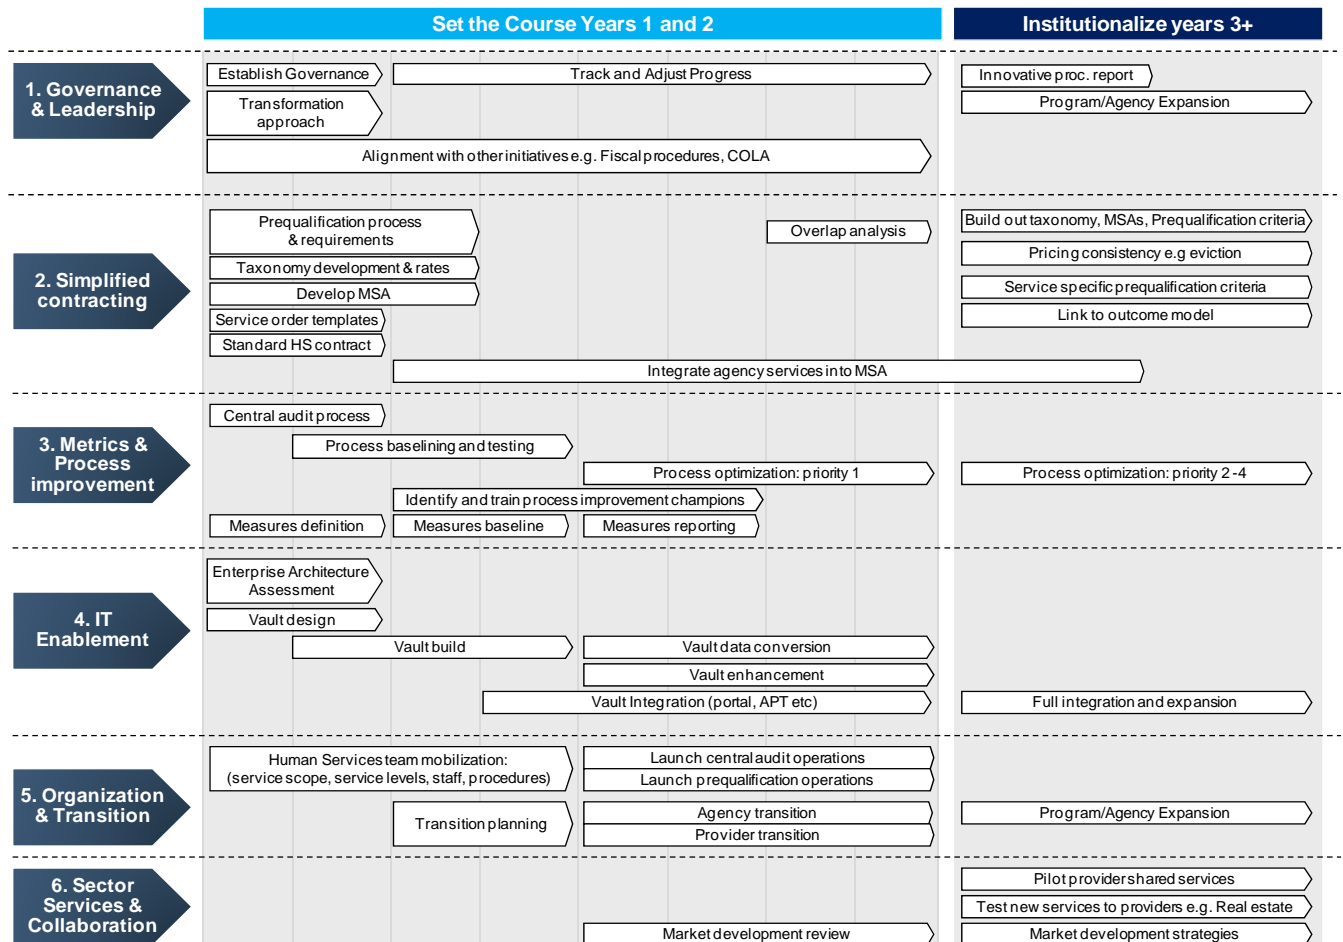 Set the Course Years 1 and 2
Institutionalize years 3+
1. Governance
& Leadership
Establish Governance
Track and Adjust Progress
Innovative proc. report
Transformation
approach
Program/Agency Expansion
Alignment with other initiatives e.g. Fiscal procedures, COLA
2. Simplified
contracting
Prequalification process
& requirements
Overlap analysis
Build out taxonomy, MSAs, Prequalification criteria
Taxonomy development & rates
Pricing consistency e.g eviction
Develop MSA
Service specific prequalification criteria
Service order templates
Link to outcome model
Standard HS contract
Integrate agency services into MSA
3. Metrics &
Process
improvement
Central audit process
Process baselining and testing
Process optimization: priority 1
Process optimization: priority 2-4
Identify and train process improvement champions
Measures definition
Measures baseline
Measures reporting
4. IT
Enablement
Enterprise Architecture
Assessment
Vault design
Vault build
Vault data conversion
Vault enhancement
Vault Integration (portal, APT etc)
Full integration and expansion
5. Organization
& Transition
Human Services team mobilization:
(service scope, service levels, staff, procedures)
Launch central audit operations
Launch prequalification operations
Transition planning
Agency transition
Provider transition
Program/Agency Expansion
6. Sector
Services &
Collaboration
Pilot provider shared services
Test new services to providers e.g. Real estate
Market development review
Market development strategies